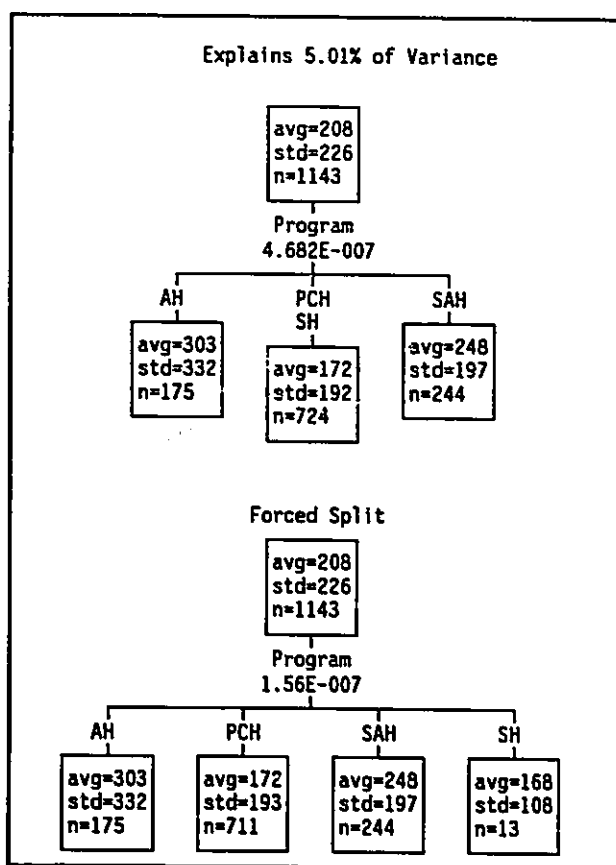 Explains 5.01% of Variance
avg=208
std=226
n=1143
Program
4.682E-007
AH
PCH
SH
SAH
avg=303
std=332
n=175
avg=172
std=192
n=724
avg=248
std=197
n=244
Forced Split
avg=208
std=226
n=1143
Program
1.56E-007
AH
PCH
SAH
SH
avg=303
std=332
n=175
avg=172
std=193
n=711
avg=248
std=197
n=244
avg=168
std=108
n=13